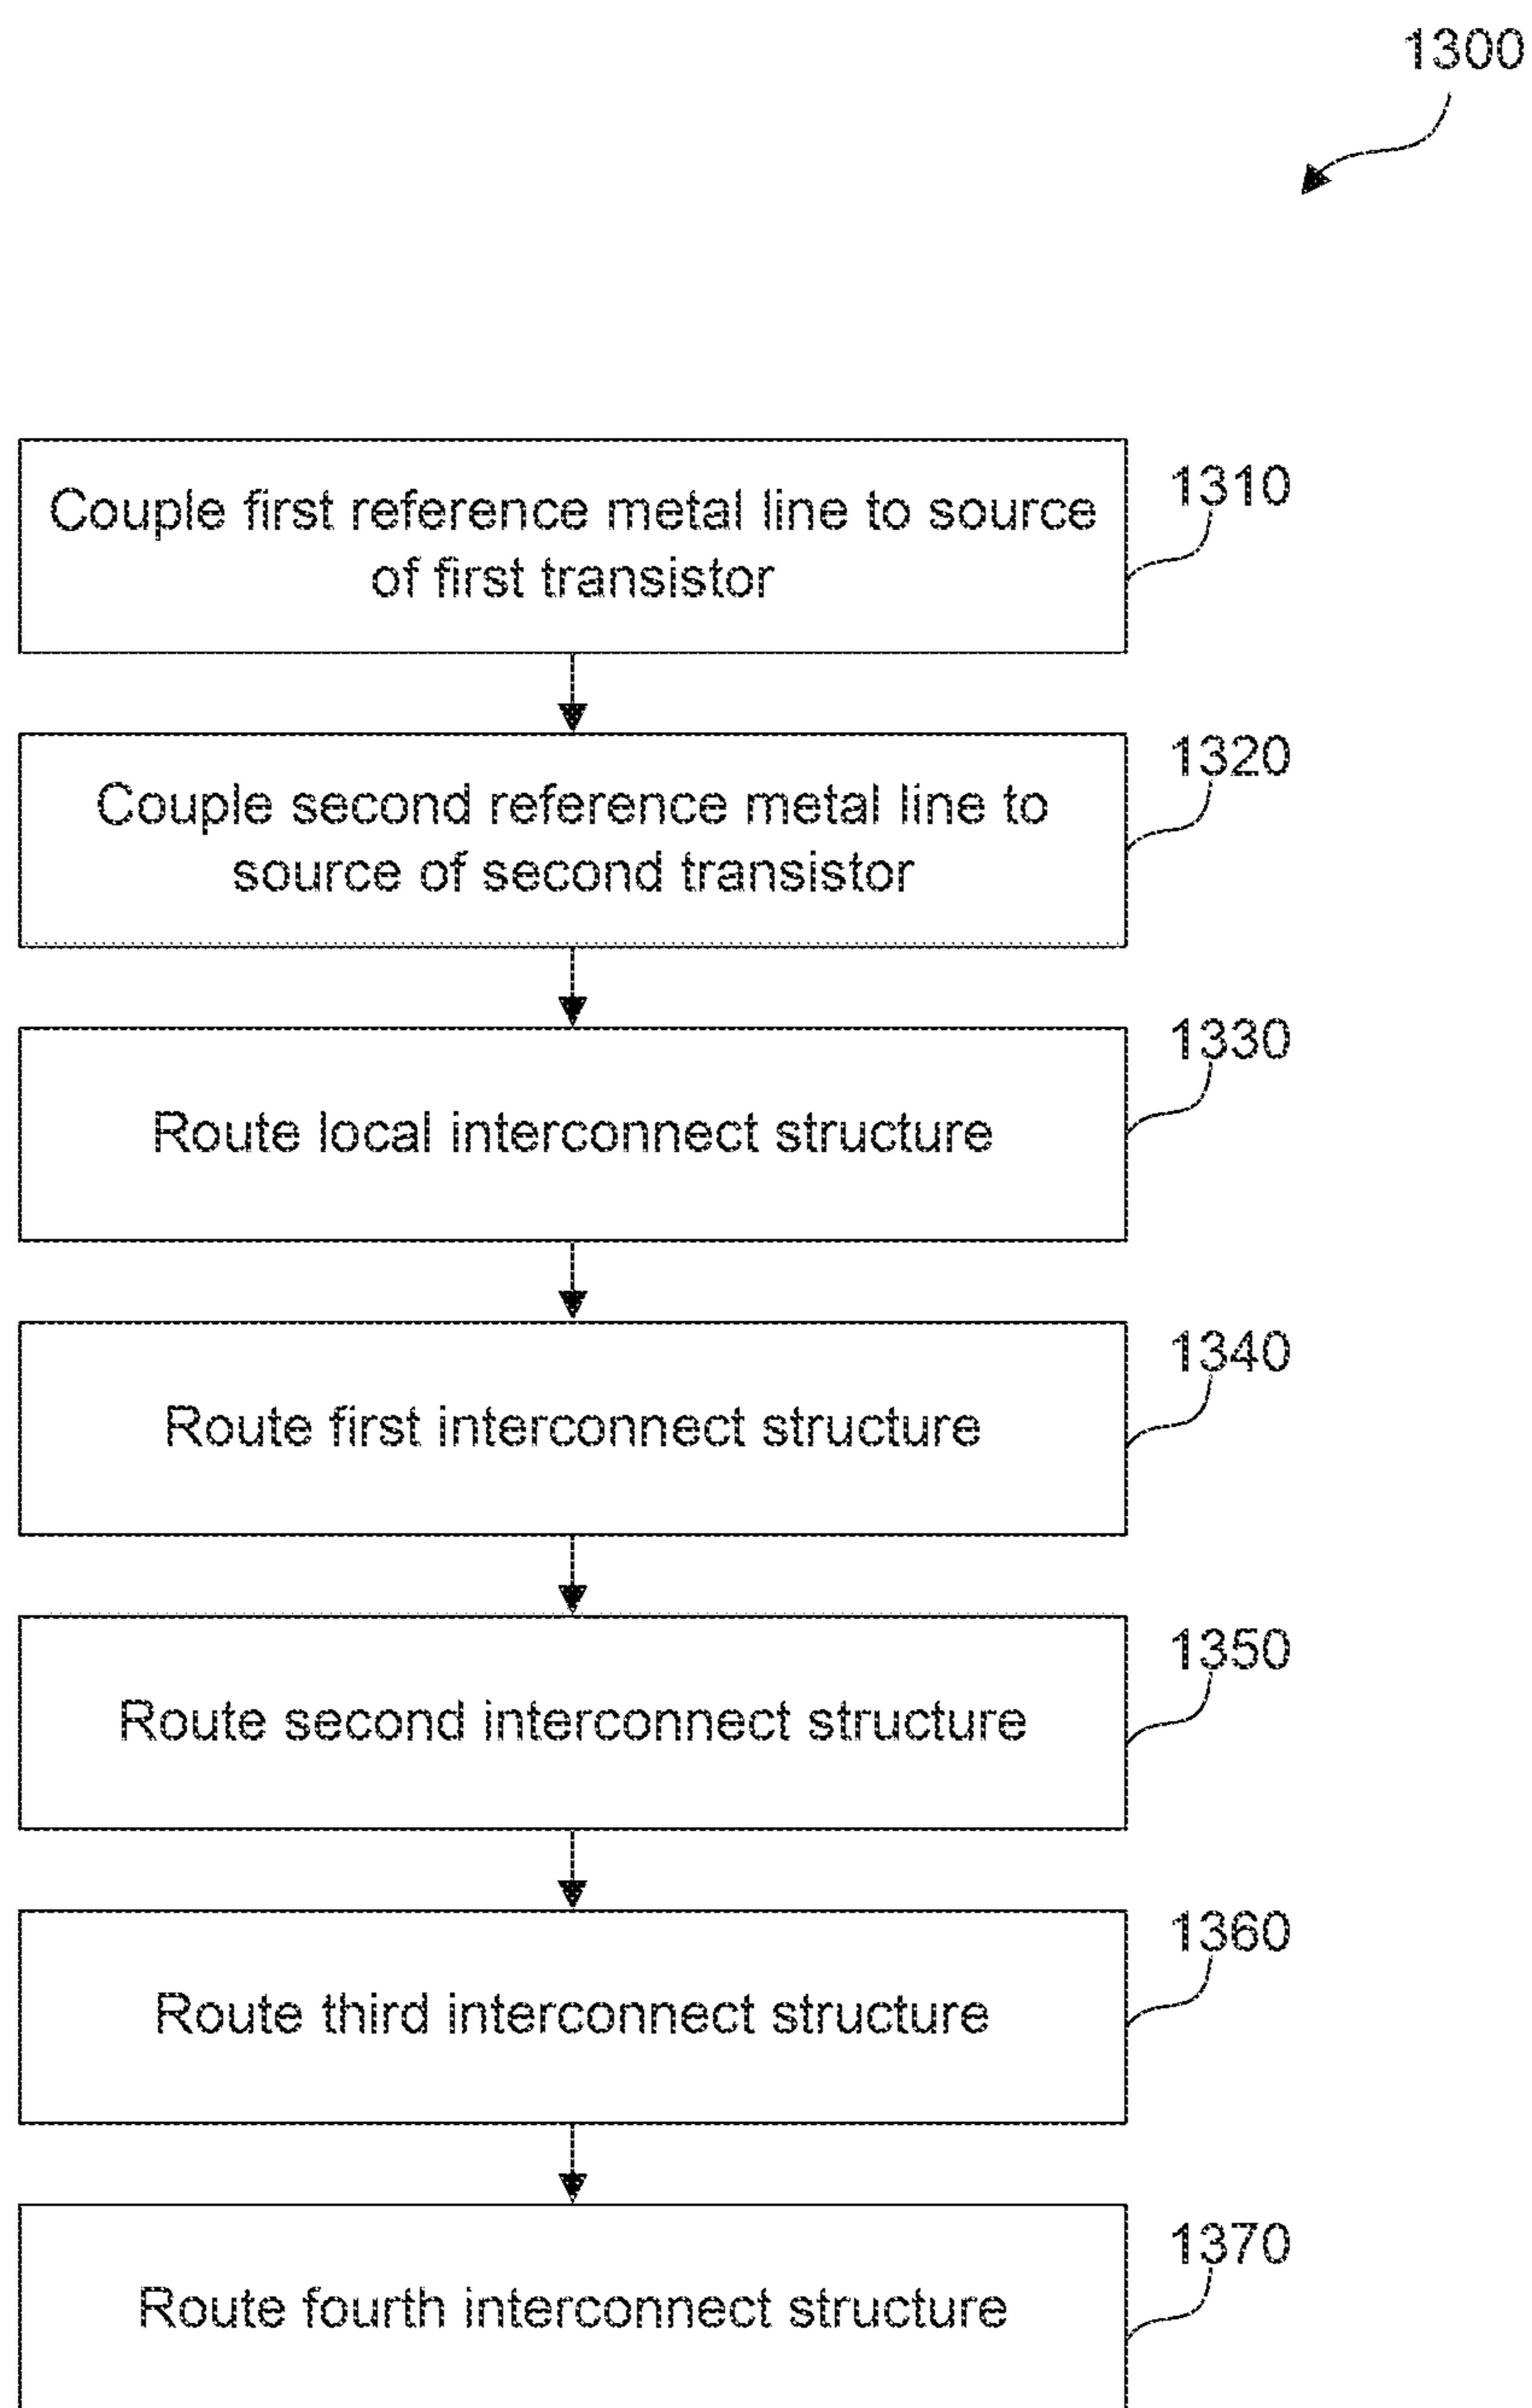 1300
Couple first reference metal line to source
of first transistor
1310
Couple second reference metal line to
source of second transistor
1320
Route local interconnect structure
1330
Route first interconnect structure
1340
Route second interconnect structure
1350
Route third interconnect structure
1360
Route fourth interconnect structure
1370